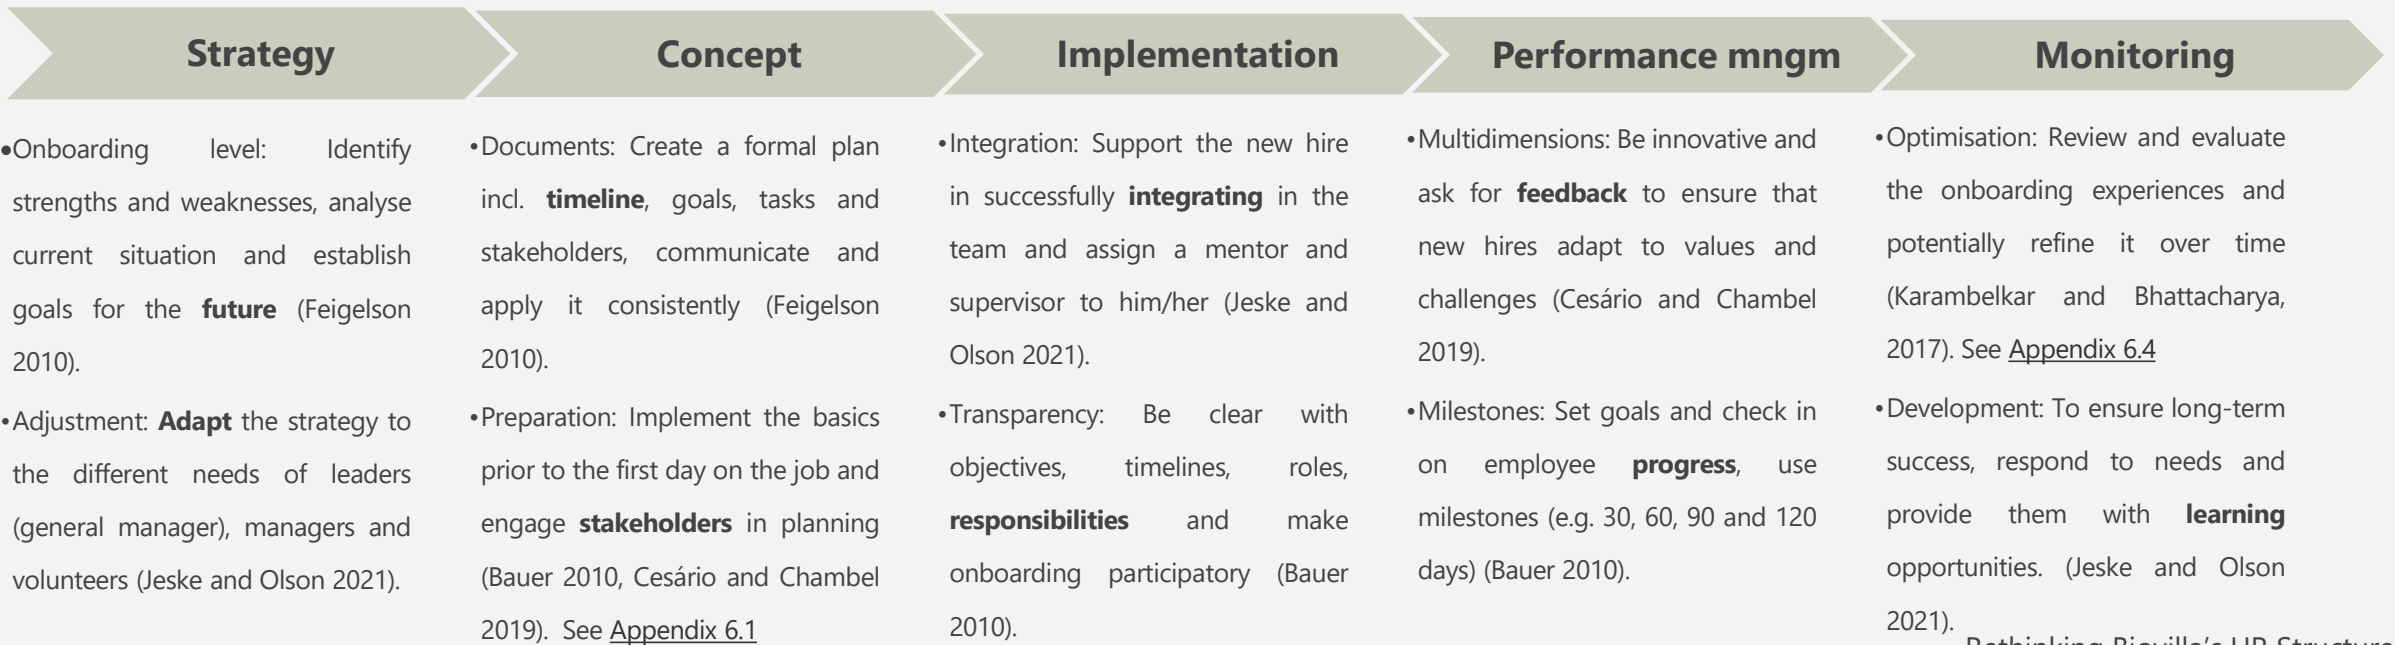 Strategy
•Onboarding level: Identify
strengths and weaknesses, analyse
current situation and establish
goals for the future (Feigelson
2010).
•Adjustment: Adapt the strategy to
the different needs of leaders
(general manager), managers and
volunteers (Jeske and Olson 2021).
Concept
•Documents: Create a formal plan
incl. timeline, goals, tasks and
stakeholders, communicate and
apply it consistently (Feigelson
2010).
•Preparation: Implement the basics
prior to the first day on the job and
engage stakeholders in planning
(Bauer 2010, Cesário and Chambel
2019). See Appendix 6.1
Implementation
•Integration: Support the new hire
in successfully integrating in the
team and assign a mentor and
supervisor to him/her (Jeske and
Olson 2021).
•Transparency: Be clear with
objectives, timelines, roles,
responsibilities and make
onboarding participatory (Bauer
2010).
Performance mngm
•Multidimensions: Be innovative and
ask for feedback to ensure that
new hires adapt to values and
challenges (Cesário and Chambel
2019).
•Milestones: Set goals and check in
on employee progress, use
milestones (e.g. 30, 60, 90 and 120
days) (Bauer 2010).
Monitoring
•Optimisation: Review and evaluate
the onboarding experiences and
potentially refine it over time
(Karambelkar and Bhattacharya,
2017). See Appendix 6.4
•Development: To ensure long-term
success, respond to needs and
provide them with learning
opportunities. (Jeske and Olson
2021).
Rethinking Bioville's HR Structure